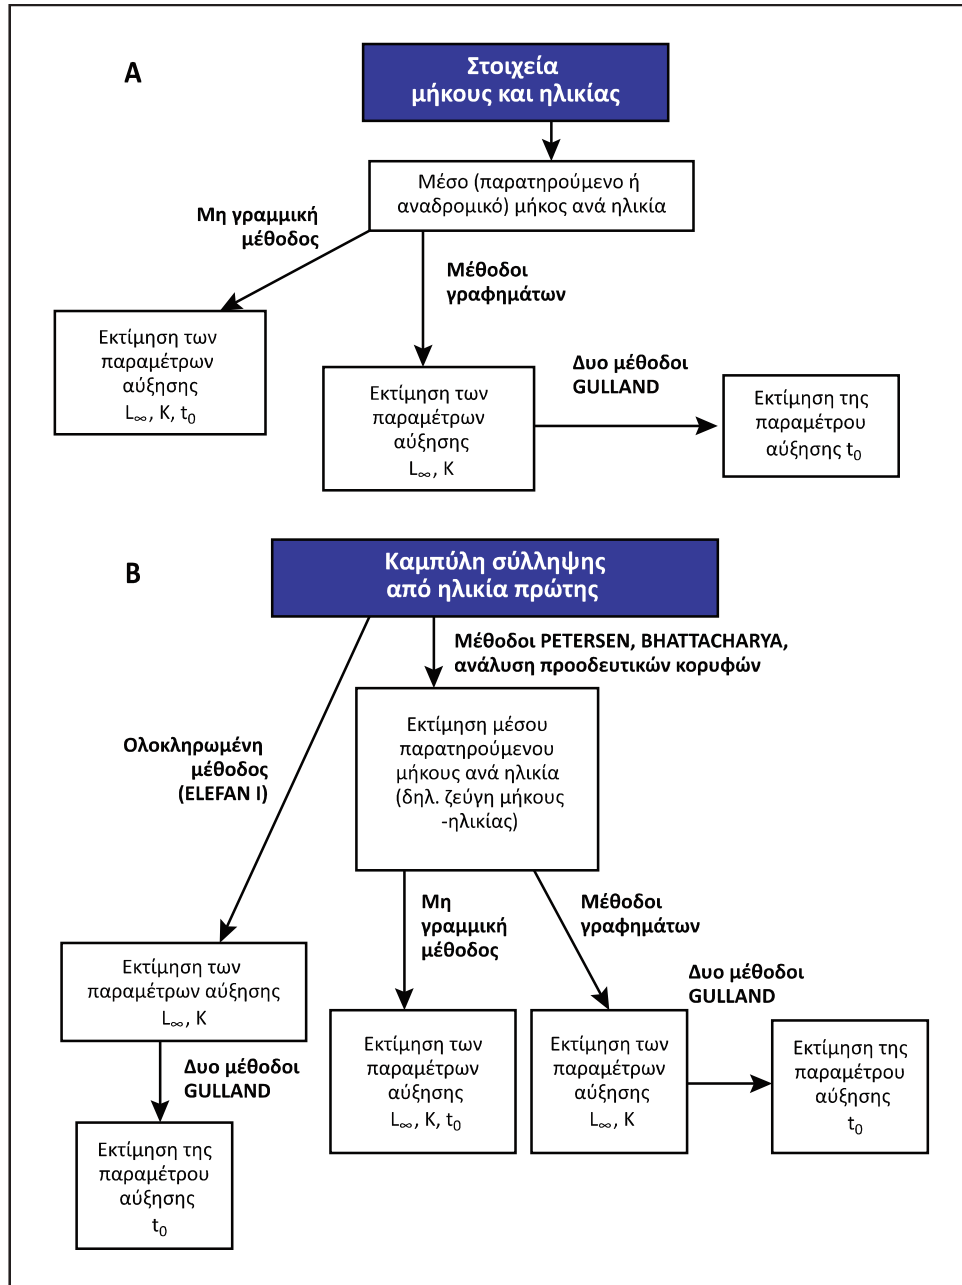 A
Στοιχεία
μήκους και ηλικίας
Μέσο (παρατηρούμενο ή
αναδρομικό) μήκος ανά ηλικία
Μη γραμμική
μέθοδος
Μέθοδοι
γραφημάτων
Εκτίμηση των
παραμέτρων
αύξησης
L∞, K, t₀
Εκτίμηση των
παραμέτρων
αύξησης
L∞, K
Δυο μέθοδοι
GULLAND
Εκτίμηση της
παραμέτρου
αύξησης t₀
B
Καμπύλη σύλληψης
από ηλικία πρώτης
Μέθοδοι PETERSEN, BHATTACHARYA,
ανάλυση προοδευτικών κορυφών
Ολοκληρωμένη
μέθοδος
(ELEFAN I)
Εκτίμηση μέσου
παρατηρούμενου
μήκους ανά ηλικία
(δηλ. ζεύγη μήκους
-ηλικίας)
Μη
γραμμική
μέθοδος
Μέθοδοι
γραφημάτων
Εκτίμηση των
παραμέτρων αύξησης
L∞, K
Δυο μέθοδοι
GULLAND
Εκτίμηση της
παραμέτρου
αύξησης
t₀
Εκτίμηση των
παραμέτρων
αύξησης
L∞, K, t₀
Εκτίμηση των
παραμέτρων
αύξησης
L∞, K
Δυο μέθοδοι
GULLAND
Εκτίμηση της
παραμέτρου
αύξησης
t₀